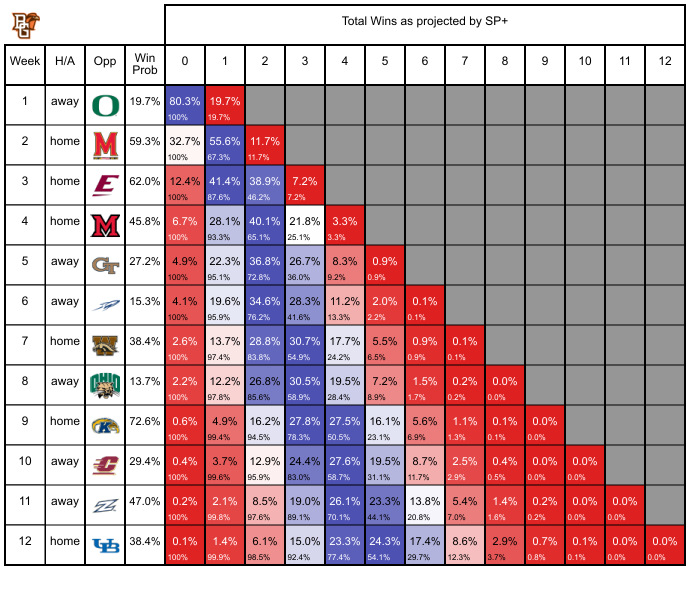 BG
Total Wins as projected by SP+
Week H/A Opp Win Prob 0 1 2 3 4 5 6 7 8 9 10 11 12
1 away O 19.7% 80.3% 19.7%
100% 19.7%
2 home M 59.3% 32.7% 55.6% 11.7%
100% 67.3% 11.7%
3 home E 62.0% 12.4% 41.4% 38.9% 7.2%
100% 87.6% 46.2% 7.2%
4 home M 45.8% 6.7% 28.1% 40.1% 21.8% 3.3%
100% 93.3% 65.1% 25.1% 3.3%
5 away GT 27.2% 4.9% 22.3% 36.8% 26.7% 8.3% 0.9%
100% 95.1% 72.8% 36.0% 9.2% 0.9%
6 away 15.3% 4.1% 19.6% 34.6% 28.3% 11.2% 2.0% 0.1%
100% 95.9% 76.2% 41.6% 13.3% 2.2% 0.1%
7 home W 38.4% 2.6% 13.7% 28.8% 30.7% 17.7% 5.5% 0.9% 0.1%
100% 97.4% 83.8% 54.9% 24.2% 6.5% 0.9% 0.1%
8 away OHIO 13.7% 2.2% 12.2% 26.8% 30.5% 19.5% 7.2% 1.5% 0.2% 0.0%
100% 97.8% 85.6% 58.9% 28.4% 8.9% 1.7% 0.2% 0.0%
9 home K 72.6% 0.6% 4.9% 16.2% 27.8% 27.5% 16.1% 5.6% 1.1% 0.1% 0.0%
100% 99.4% 94.5% 78.3% 50.5% 23.1% 6.9% 1.3% 0.1% 0.0%
10 away C 29.4% 0.4% 3.7% 12.9% 24.4% 27.6% 19.5% 8.7% 2.5% 0.4% 0.0% 0.0%
100% 99.6% 95.9% 83.0% 58.7% 31.1% 11.7% 2.9% 0.5% 0.0% 0.0%
11 away 47.0% 0.2% 2.1% 8.5% 19.0% 26.1% 23.3% 13.8% 5.4% 1.4% 0.2% 0.0% 0.0%
100% 99.8% 97.6% 89.1% 70.1% 44.1% 20.8% 7.0% 1.6% 0.2% 0.0% 0.0%
12 home UB 38.4% 0.1% 1.4% 6.1% 15.0% 23.3% 24.3% 17.4% 8.6% 2.9% 0.7% 0.1% 0.0% 0.0%
100% 99.9% 98.5% 92.4% 77.4% 54.1% 29.7% 12.3% 3.7% 0.8% 0.1% 0.0% 0.0%